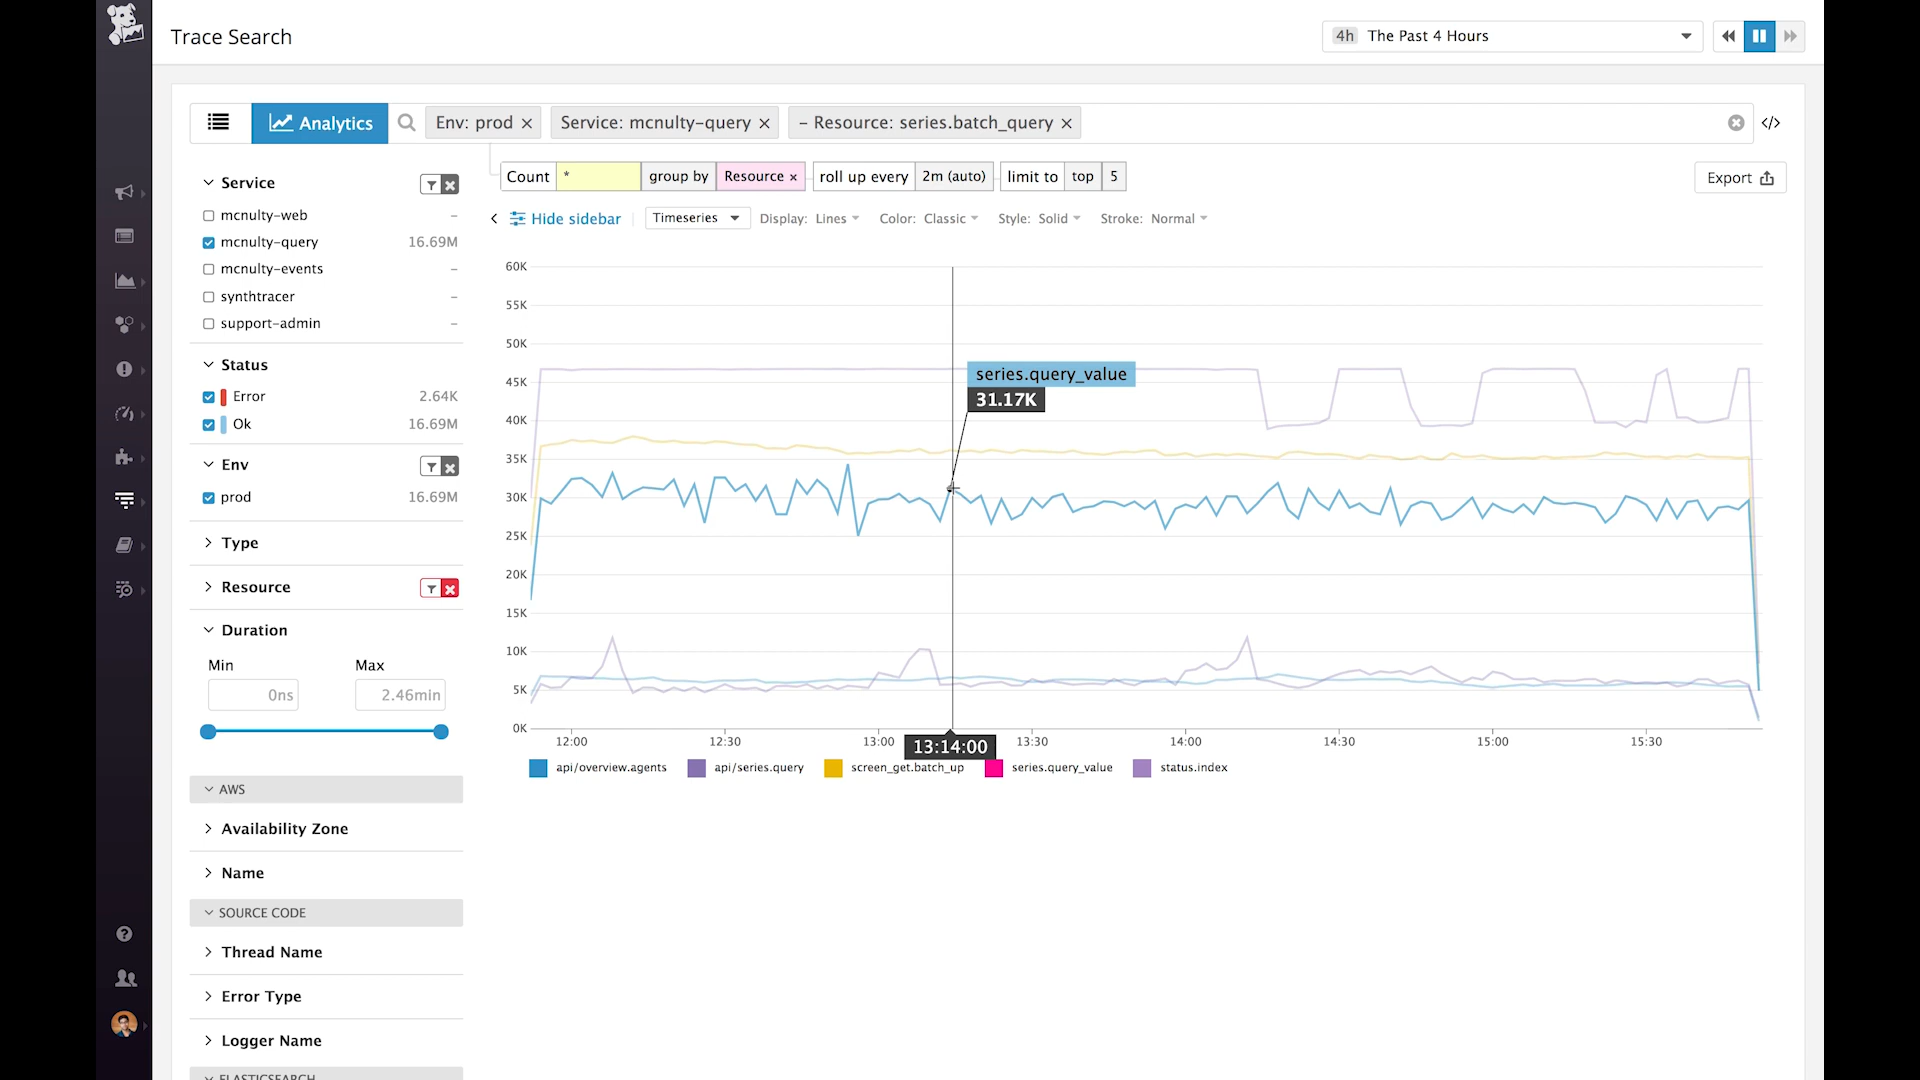 Trace Search
4h The Past 4 Hours
Analytics
Env: prod ×
Service: mcnulty-query ×
– Resource: series.batch_query ×
</>
Count * group by Resource × roll up every 2m (auto) limit to top 5
Export
Hide sidebar
Timeseries
Display: Lines
Color: Classic
Style: Solid
Stroke: Normal
Service
mcnulty-web –
mcnulty-query 16.69M
mcnulty-events –
synthtracer –
support-admin –
Status
Error 2.64K
Ok 16.69M
Env
prod 16.69M
Type
Resource
Duration
Min Max
0ns 2.46min
AWS
Availability Zone
Name
SOURCE CODE
Thread Name
Error Type
Logger Name
ELASTICSEARCH
60K
55K
50K
45K
40K
35K
30K
25K
20K
15K
10K
5K
0K
series.query_value
31.17K
12:00 12:30 13:00 13:14:00 13:30 14:00 14:30 15:00 15:30
api/overview.agents api/series.query screen_get.batch_up series.query_value status.index